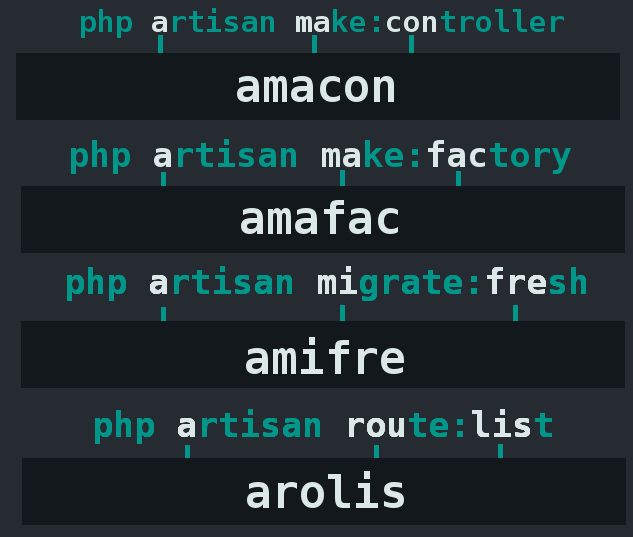 php artisan make:controller
amacon
php artisan make:factory
amafac
php artisan migrate:fresh
amifre
php artisan route:list
arolis